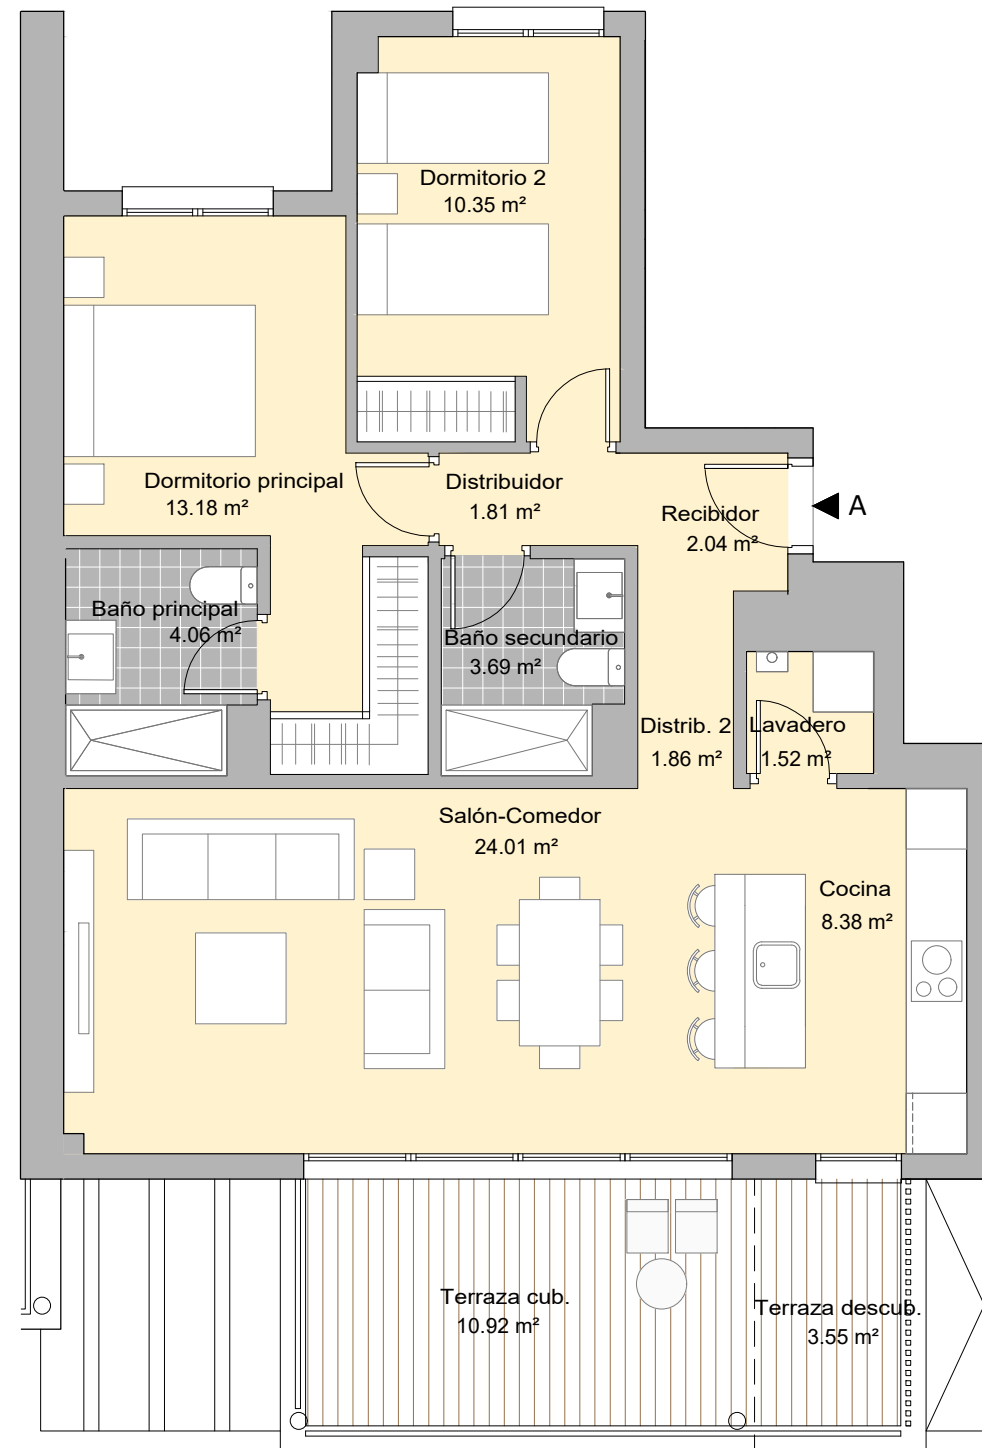 Dormitorio 2
10.35 m²
Dormitorio principal
13.18 m²
Distribuidor
1.81 m²
Recibidor
2.04 m²
A
Baño principal
4.06 m²
Baño secundario
3.69 m²
Distrib. 2
1.86 m²
Lavadero
1.52 m²
Salón-Comedor
24.01 m²
Cocina
8.38 m²
Terraza cub.
10.92 m²
Terraza descub.
3.55 m²